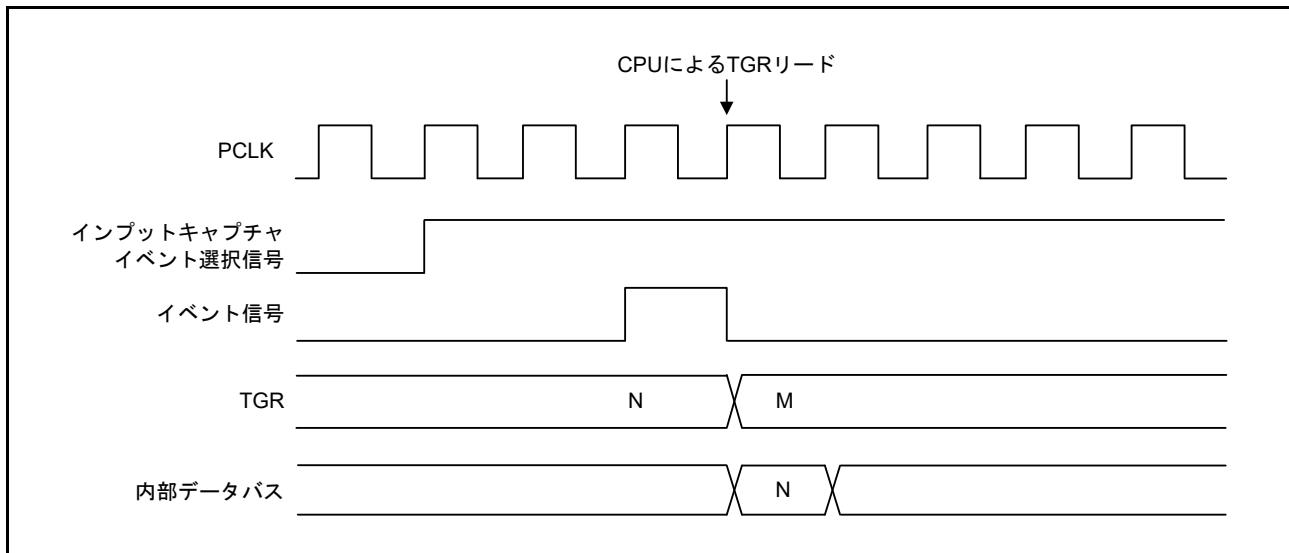 CPUによるTGRリード
PCLK
インプットキャプチャ
イベント選択信号
イベント信号
TGR
N
M
内部データバス
N